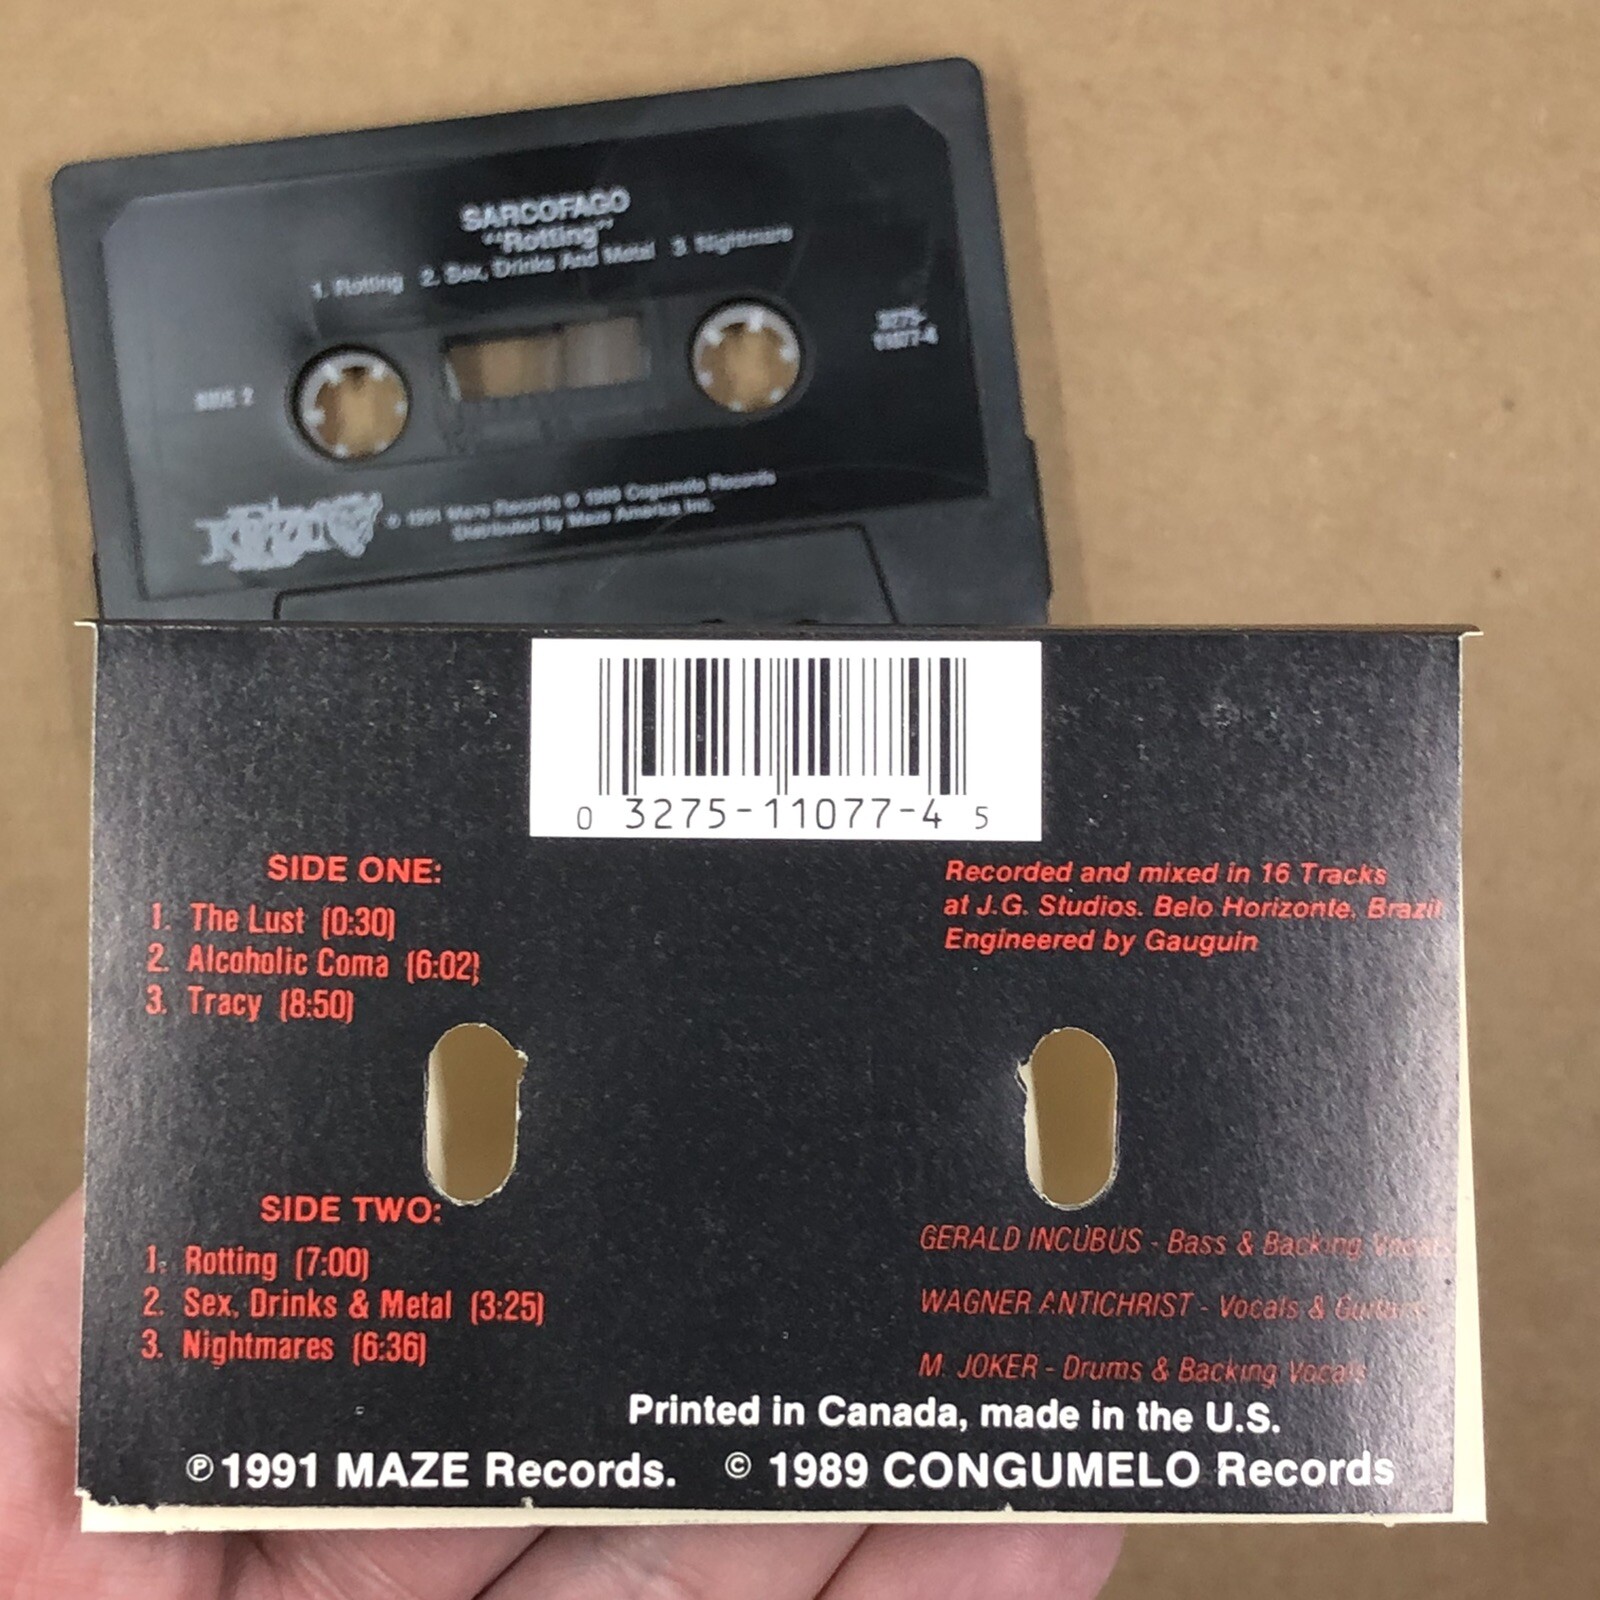 SARCOFAGO
"Rotting"
1. Rotting 2. Sex, Drinks And Metal 3. Nightmare
3275-
11077-4
SIDE 2
℗ 1991 Maze Records © 1989 Cogumelo Records
Distributed by Maze America Inc.
0 3275-11077-4 5
SIDE ONE:
1. The Lust (0:30)
2. Alcoholic Coma (6:02)
3. Tracy (8:50)
Recorded and mixed in 16 Tracks
at J.G. Studios. Belo Horizonte. Brazil
Engineered by Gauguin
SIDE TWO:
1. Rotting (7:00)
2. Sex, Drinks & Metal (3:25)
3. Nightmares (6:36)
GERALD INCUBUS - Bass & Backing Vocals
WAGNER ANTICHRIST - Vocals & Guitars
M. JOKER - Drums & Backing Vocals
Printed in Canada, made in the U.S.
℗ 1991 MAZE Records. © 1989 CONGUMELO Records